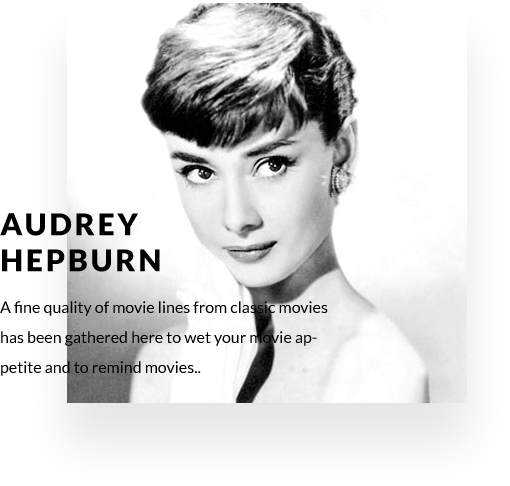 AUDREY
HEPBURN
A fine quality of movie lines from classic movies
has been gathered here to wet your movie ap-
petite and to remind movies..